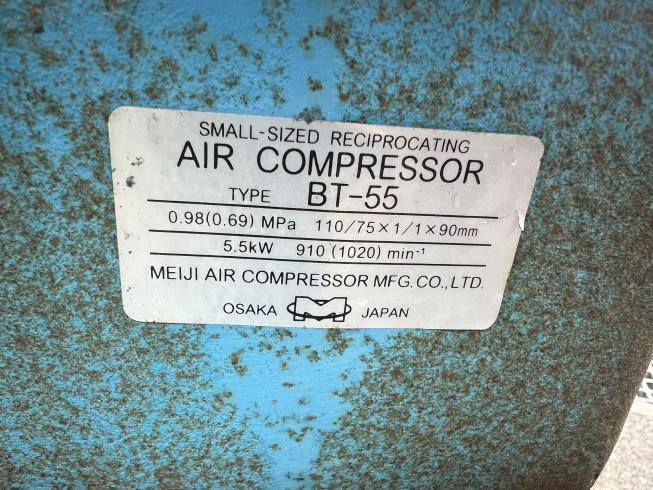 SMALL-SIZED RECIPROCATING
AIR COMPRESSOR
TYPE BT-55
0.98(0.69) MPa 110/75×1/1×90mm
5.5kW 910 (1020) min⁻¹
MEIJI AIR COMPRESSOR MFG.CO.,LTD.
OSAKA JAPAN